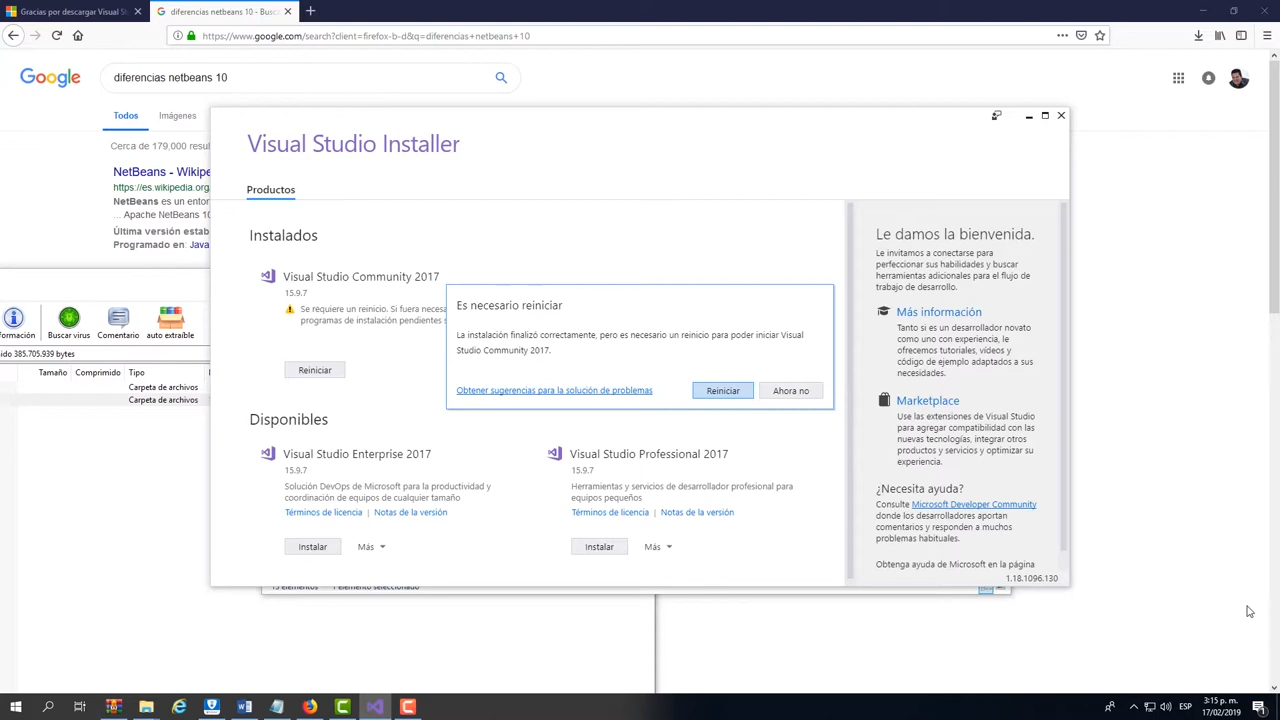 Gracias por descargar Visual S
diferencias netbeans 10 - Bus
https://www.google.com/search?client=firefox-b-d&q=diferencias+netbeans+10
Google
diferencias netbeans 10
Todos
Imágenes
Cerca de 179,000 resul
NetBeans - Wikipe
https://es.wikipedia.org
NetBeans es un entor
... Apache NetBeans 10
Última versión estab
Programado en: Java
formación
Buscar virus
Comentario
auto extraíble
ido 385.705.939 bytes
Tamaño
Comprimido
Tipo
Carpeta de archivos
Carpeta de archivos
Visual Studio Installer
Productos
Instalados
Visual Studio Community 2017
15.9.7
Se requiere un reinicio. Si fuera necesa
programas de instalación pendientes s
Reiniciar
Es necesario reiniciar
La instalación finalizó correctamente, pero es necesario un reinicio para poder iniciar Visual
Studio Community 2017.
Obtener sugerencias para la solución de problemas
Reiniciar
Ahora no
Disponibles
Visual Studio Enterprise 2017
15.9.7
Solución DevOps de Microsoft para la productividad y
coordinación de equipos de cualquier tamaño
Términos de licencia | Notas de la versión
Instalar
Más
Visual Studio Professional 2017
15.9.7
Herramientas y servicios de desarrollador profesional para
equipos pequeños
Términos de licencia | Notas de la versión
Instalar
Más
Le damos la bienvenida.
Le invitamos a conectarse para
perfeccionar sus habilidades y buscar
herramientas adicionales para el flujo de
trabajo de desarrollo.
Más información
Tanto si es un desarrollador novato
como uno con experiencia, le
ofrecemos tutoriales, vídeos y
código de ejemplo adaptados a sus
necesidades.
Marketplace
Use las extensiones de Visual Studio
para agregar compatibilidad con las
nuevas tecnologías, integrar otros
productos y servicios y optimizar su
experiencia.
¿Necesita ayuda?
Consulte Microsoft Developer Community
donde los desarrolladores aportan
comentarios y responden a muchos
problemas habituales.
Obtenga ayuda de Microsoft en la página
1.18.1096.130
15 elementos
1 elemento seleccionado
ESP
3:15 p. m.
17/02/2019